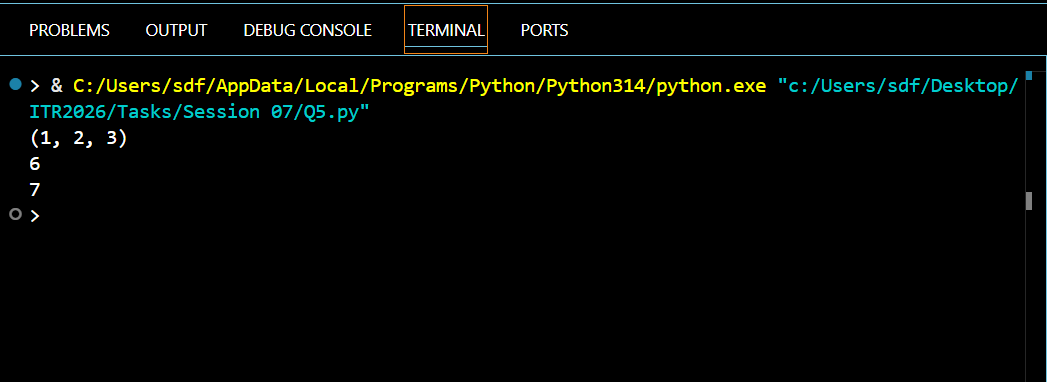 PROBLEMS OUTPUT DEBUG CONSOLE TERMINAL PORTS
> & C:/Users/sdf/AppData/Local/Programs/Python/Python314/python.exe "c:/Users/sdf/Desktop/
ITR2026/Tasks/Session 07/Q5.py"
(1, 2, 3)
6
7
>